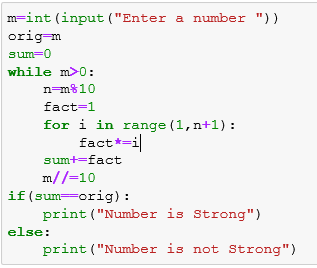 m=int(input("Enter a number "))
orig=m
sum=0
while m>0:
    n=m%10
    fact=1
    for i in range(1,n+1):
        fact*=i
    sum+=fact
    m//=10
if(sum==orig):
    print("Number is Strong")
else:
    print("Number is not Strong")